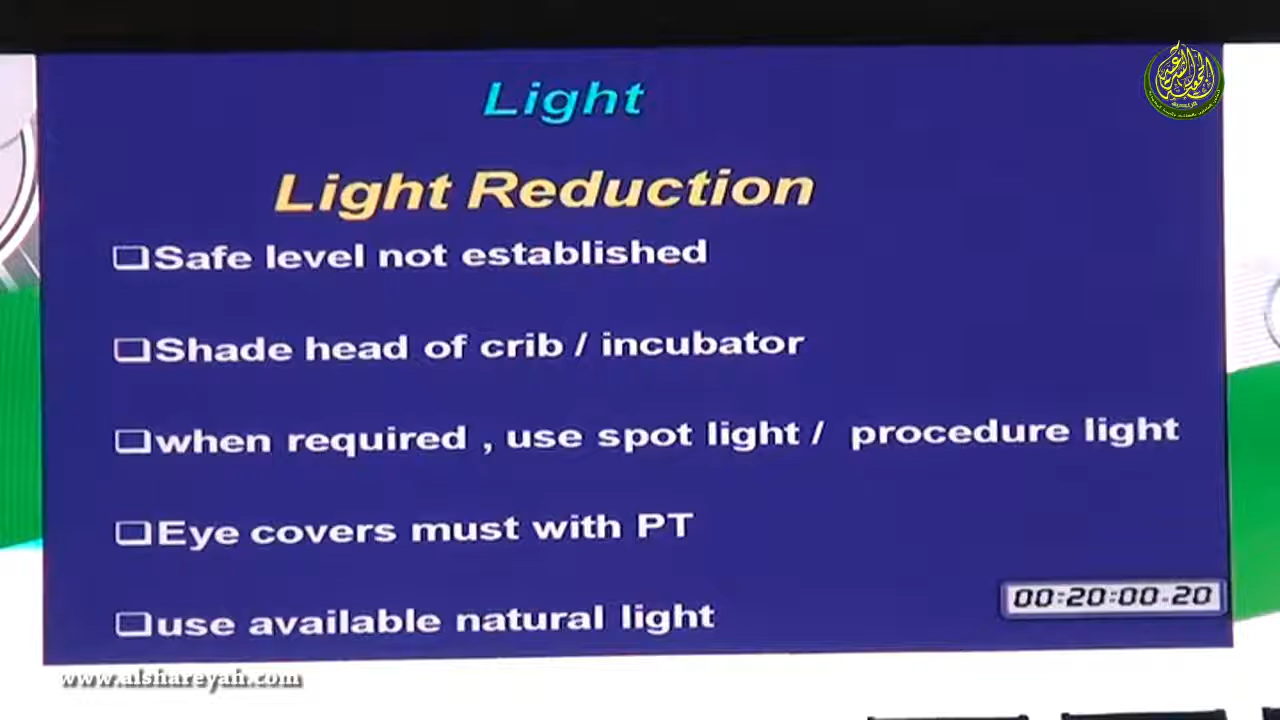 Light
Light Reduction
❑Safe level not established
❑Shade head of crib / incubator
❑when required , use spot light /  procedure light
❑Eye covers must with PT
❑use available natural light
00:20:00.20
www.alshareyah.com